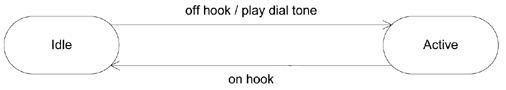 off hook / play dial tone
Idle
Active
on hook